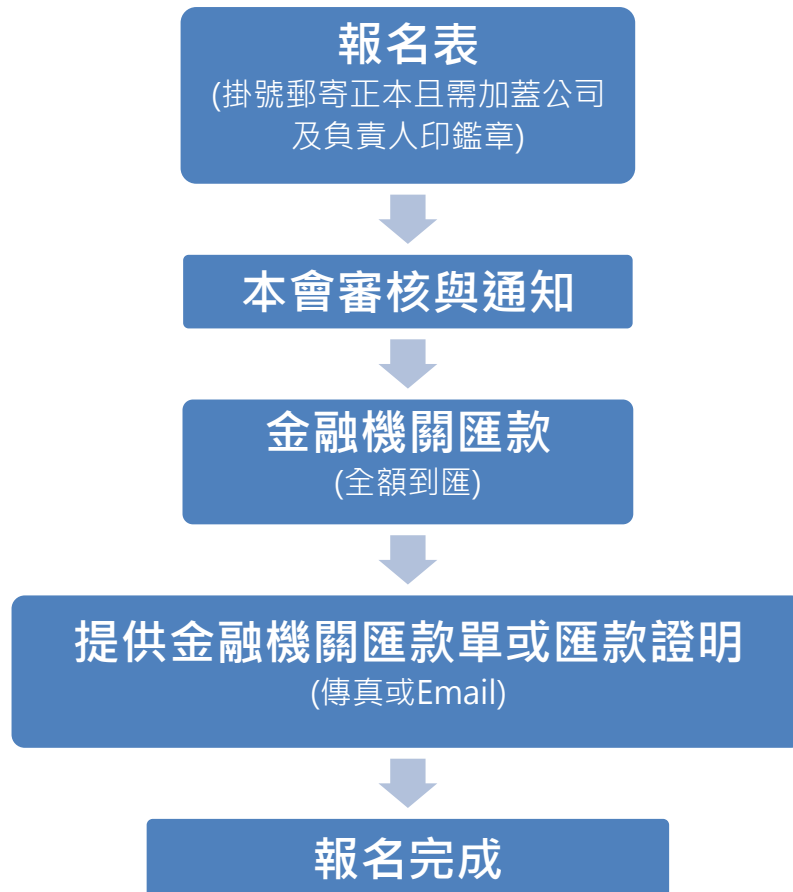 報名表
(掛號郵寄正本且需加蓋公司
及負責人印鑑章)
本會審核與通知
金融機關匯款
(全額到匯)
提供金融機關匯款單或匯款證明
(傳真或Email)
報名完成